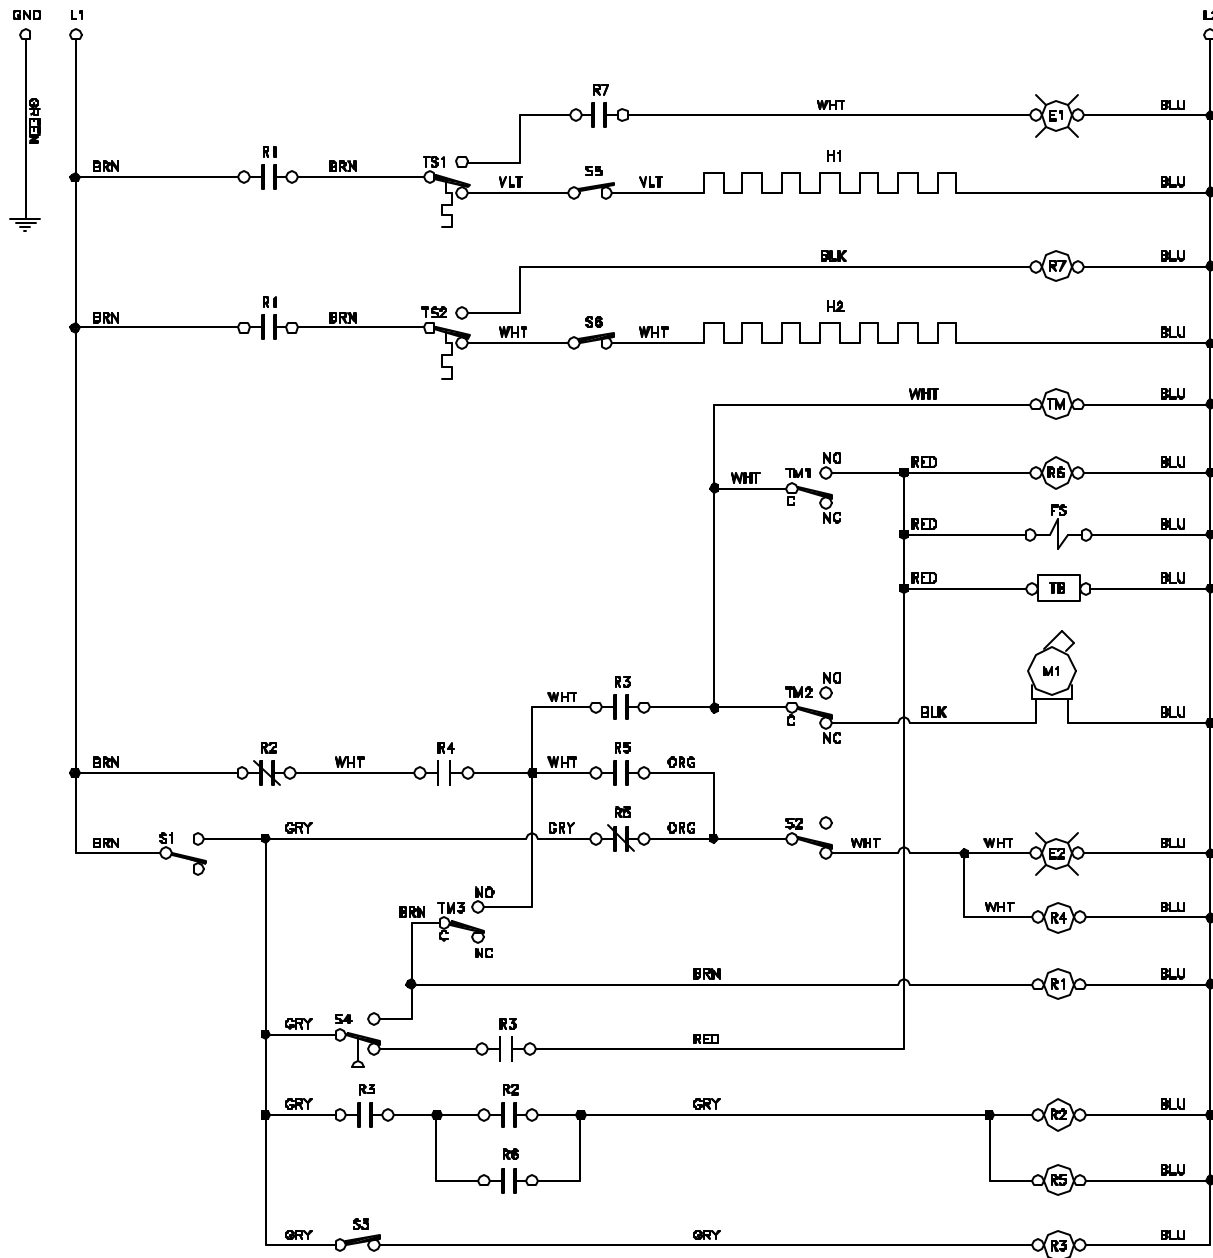 GND L1
R7
WHT
E1
BLU
GREEN
BRN
R1
BRN
TS1
VLT
S5
VLT
H1
BLU
BLK
R7
BLU
BRN
R1
BRN
TS2
WHT
S6
WHT
H2
BLU
WHT
TM
BLU
WHT
TM1
C
NO
NC
RED
R6
BLU
RED
FS
BLU
RED
BLU
M1
WHT
R3
TM2
C
NO
NC
BLK
BLU
BRN
R2
WHT
R4
WHT
R5
ORG
BRN
S1
GRY
GRY
ORG
S2
WHT
WHT
E2
BLU
WHT
R4
BLU
BRN
TM3
C
NO
NC
BRN
R1
BLU
GRY
S4
R3
RED
GRY
R3
R2
GRY
R2
BLU
R6
R5
BLU
GRY
S3
GRY
R3
BLU